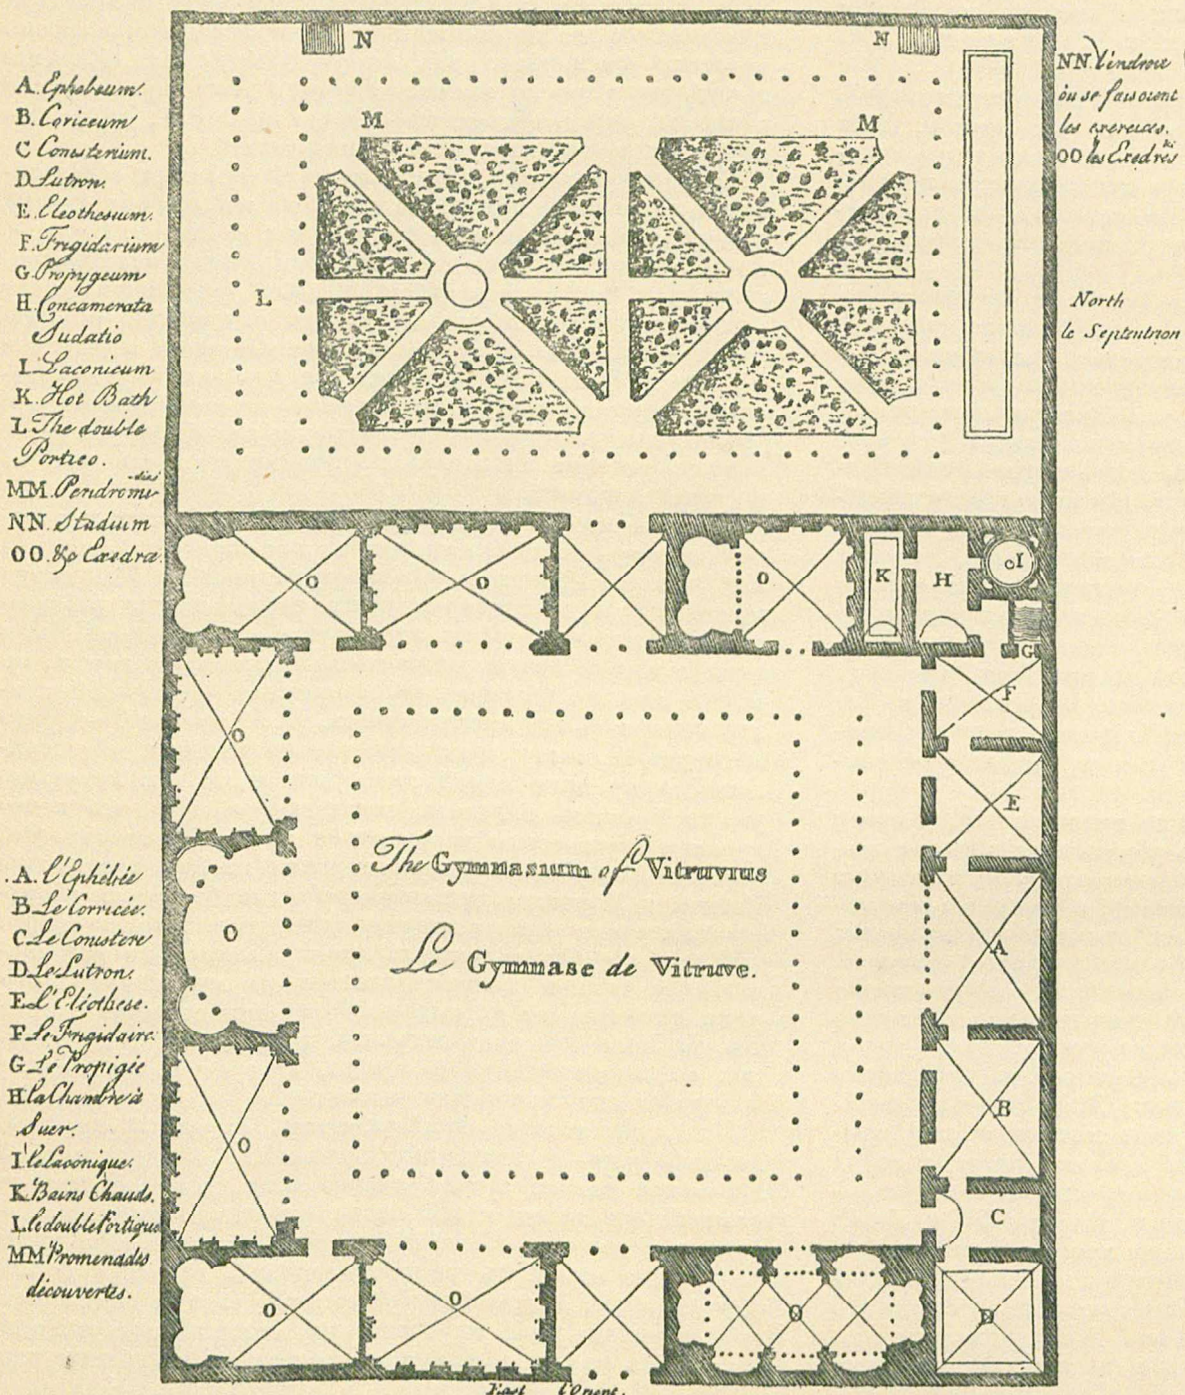 A. Ephebeum.
B. Coriceum
C Conisterium.
D. Lutron.
E. Eleothesium.
F. Frigidarium
G. Propygeum
H. Concamerata
Sudatio
I. Laconicum
K. Hot Bath
L. The double
Portico.
MM. Peridromi-
des
NN. Stadium
OO. &c Exedræ.
NN. l'endroit
où se faisoient
les exercices.
OO les Exedres
North
le Septentrion
N
N
M
M
L
O
O
O
K
H
I
G
O
F
E
The Gymnasium of Vitruvius
Le Gymnase de Vitruve.
O
A
O
B
C
O
O
O
D
East l'Orient.
A. l'Ephébée
B. Le Corricée.
C. Le Conistere
D. Le Lutron.
E. l'Eléothese.
F. Le Frigidaire.
G. Le Propigée
H. la Chambre à
Suer.
I. le Laconique.
K. Bains Chauds.
L. le double Portique
MM Promenades
découvertes.